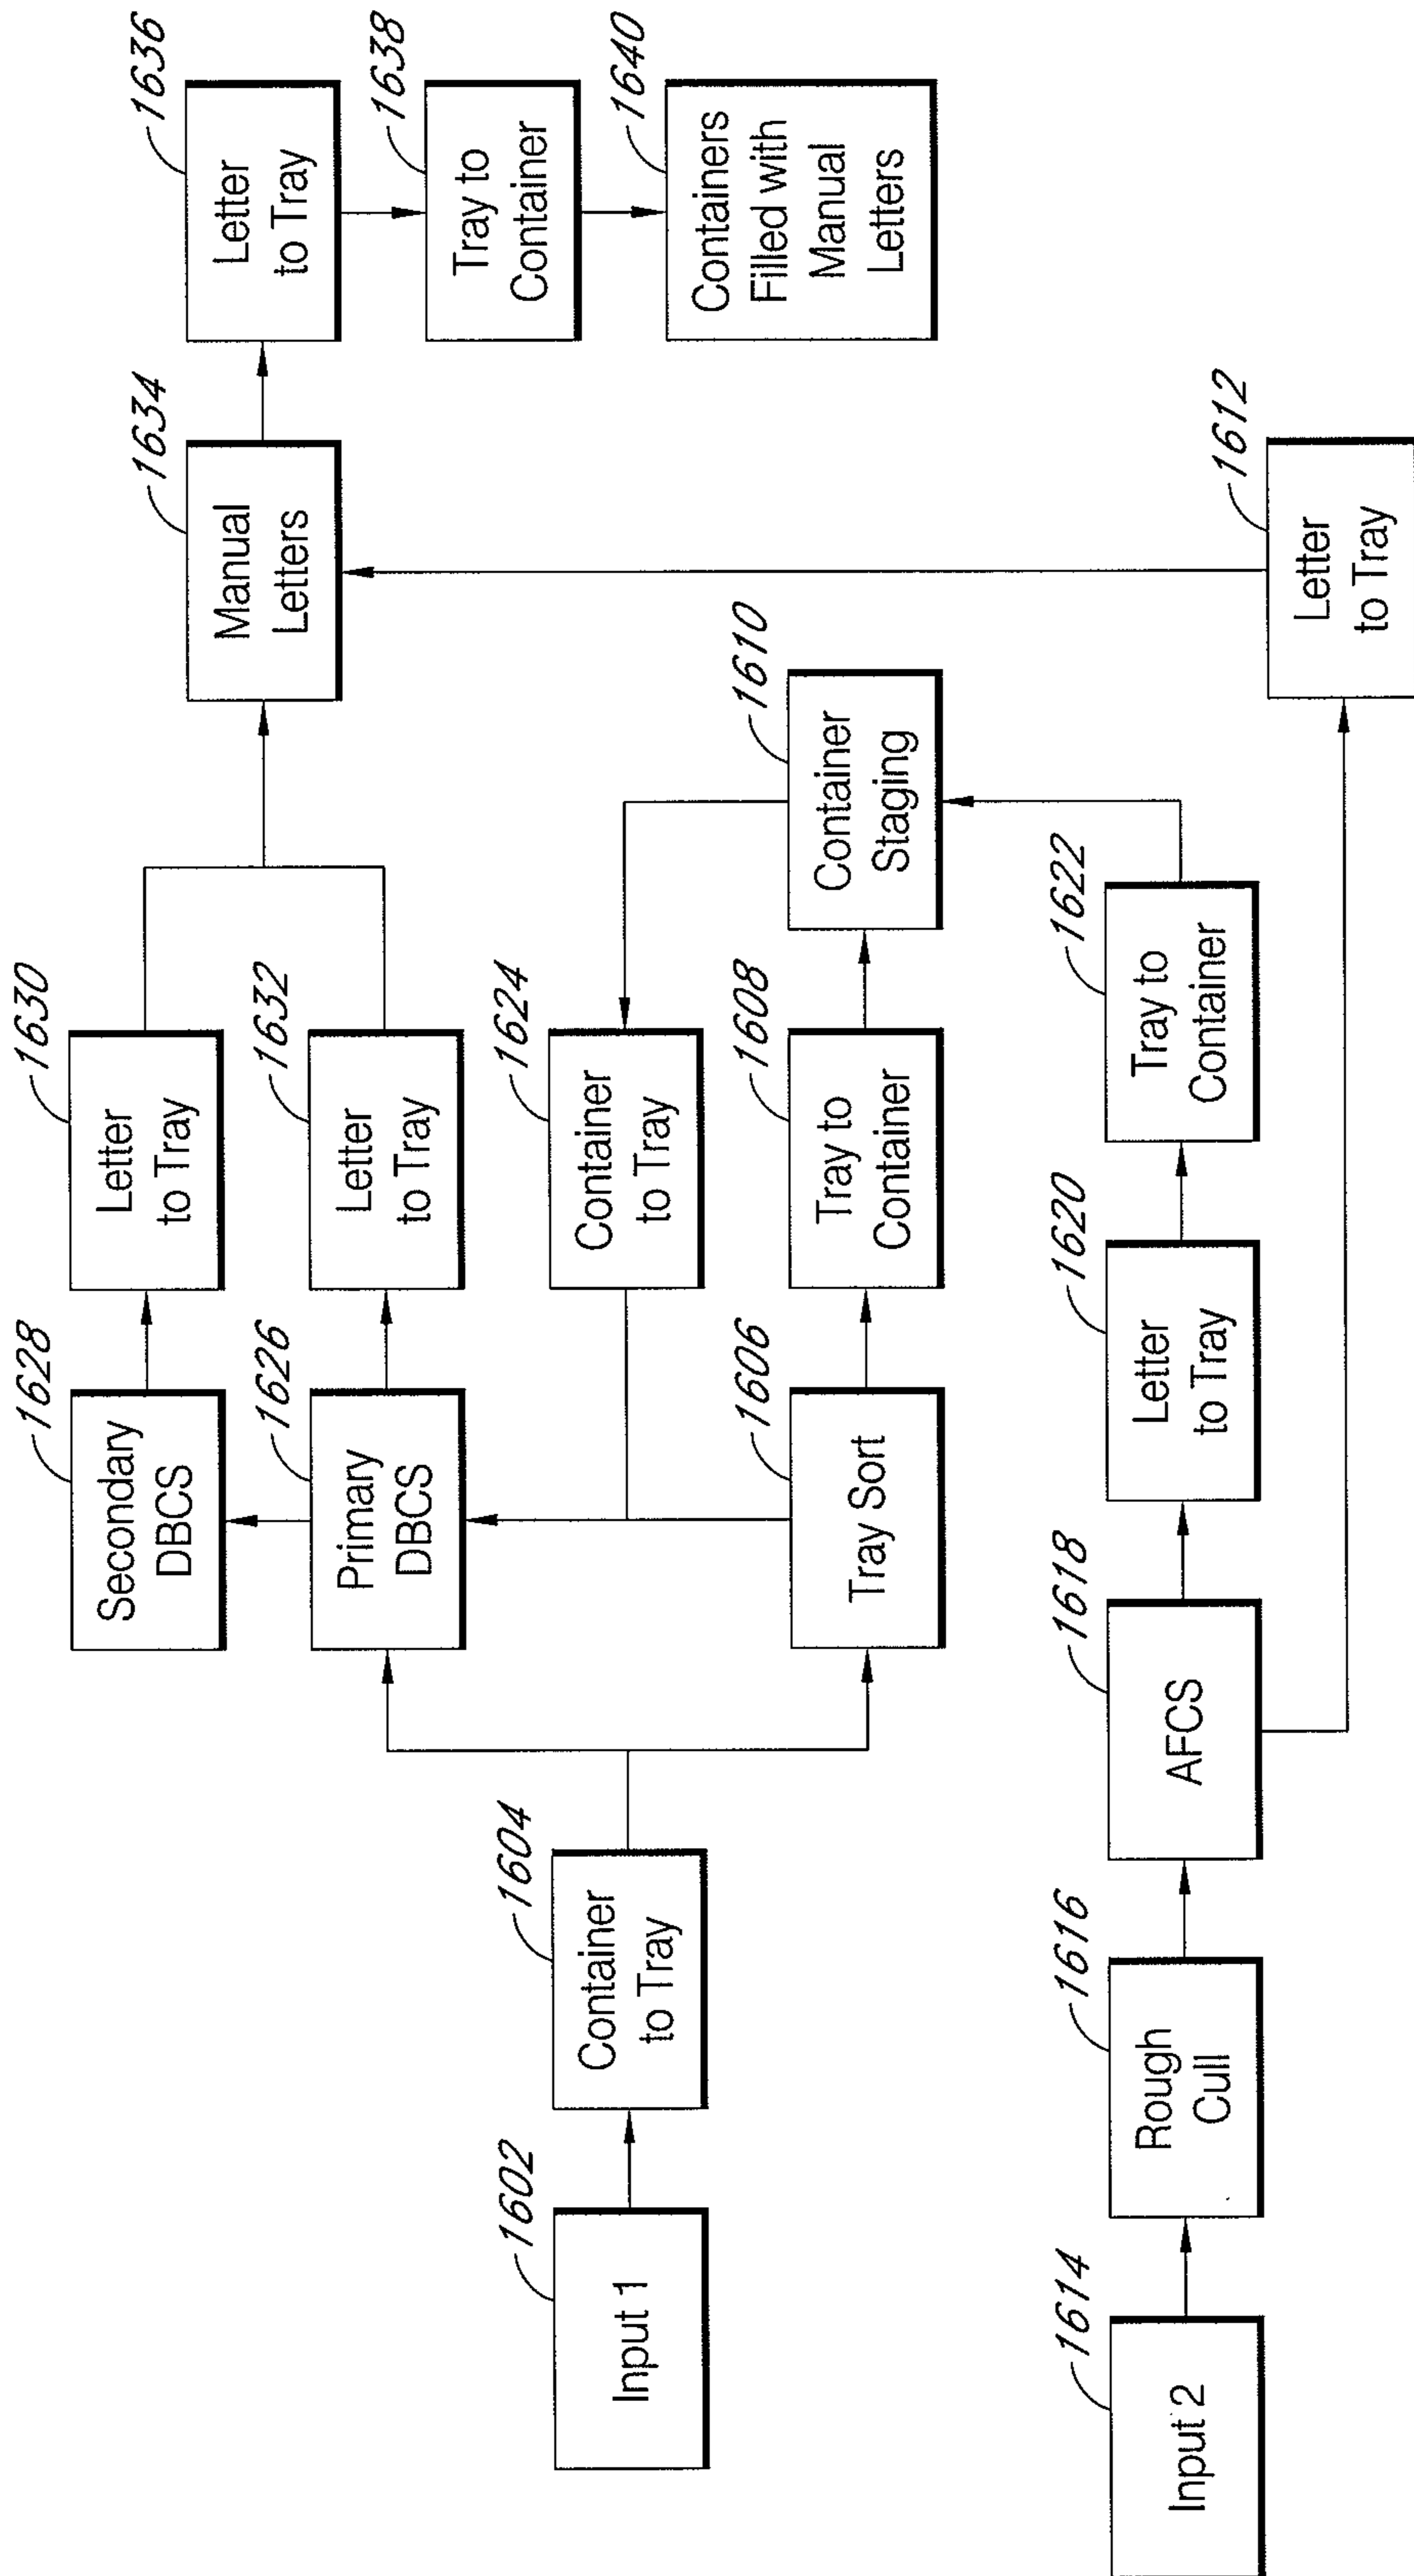 1628
Secondary
DBCS
1630
Letter
to Tray
1626
Primary
DBCS
1632
Letter
to Tray
1634
Manual
Letters
1636
Letter
to Tray
1638
Tray to
Container
1640
Containers
Filled with
Manual
Letters
1602
Input 1
1604
Container
to Tray
1624
Container
to Tray
1606
Tray Sort
1608
Tray to
Container
1610
Container
Staging
1614
Input 2
1616
Rough
Cull
1618
AFCS
1620
Letter
to Tray
1622
Tray to
Container
1612
Letter
to Tray